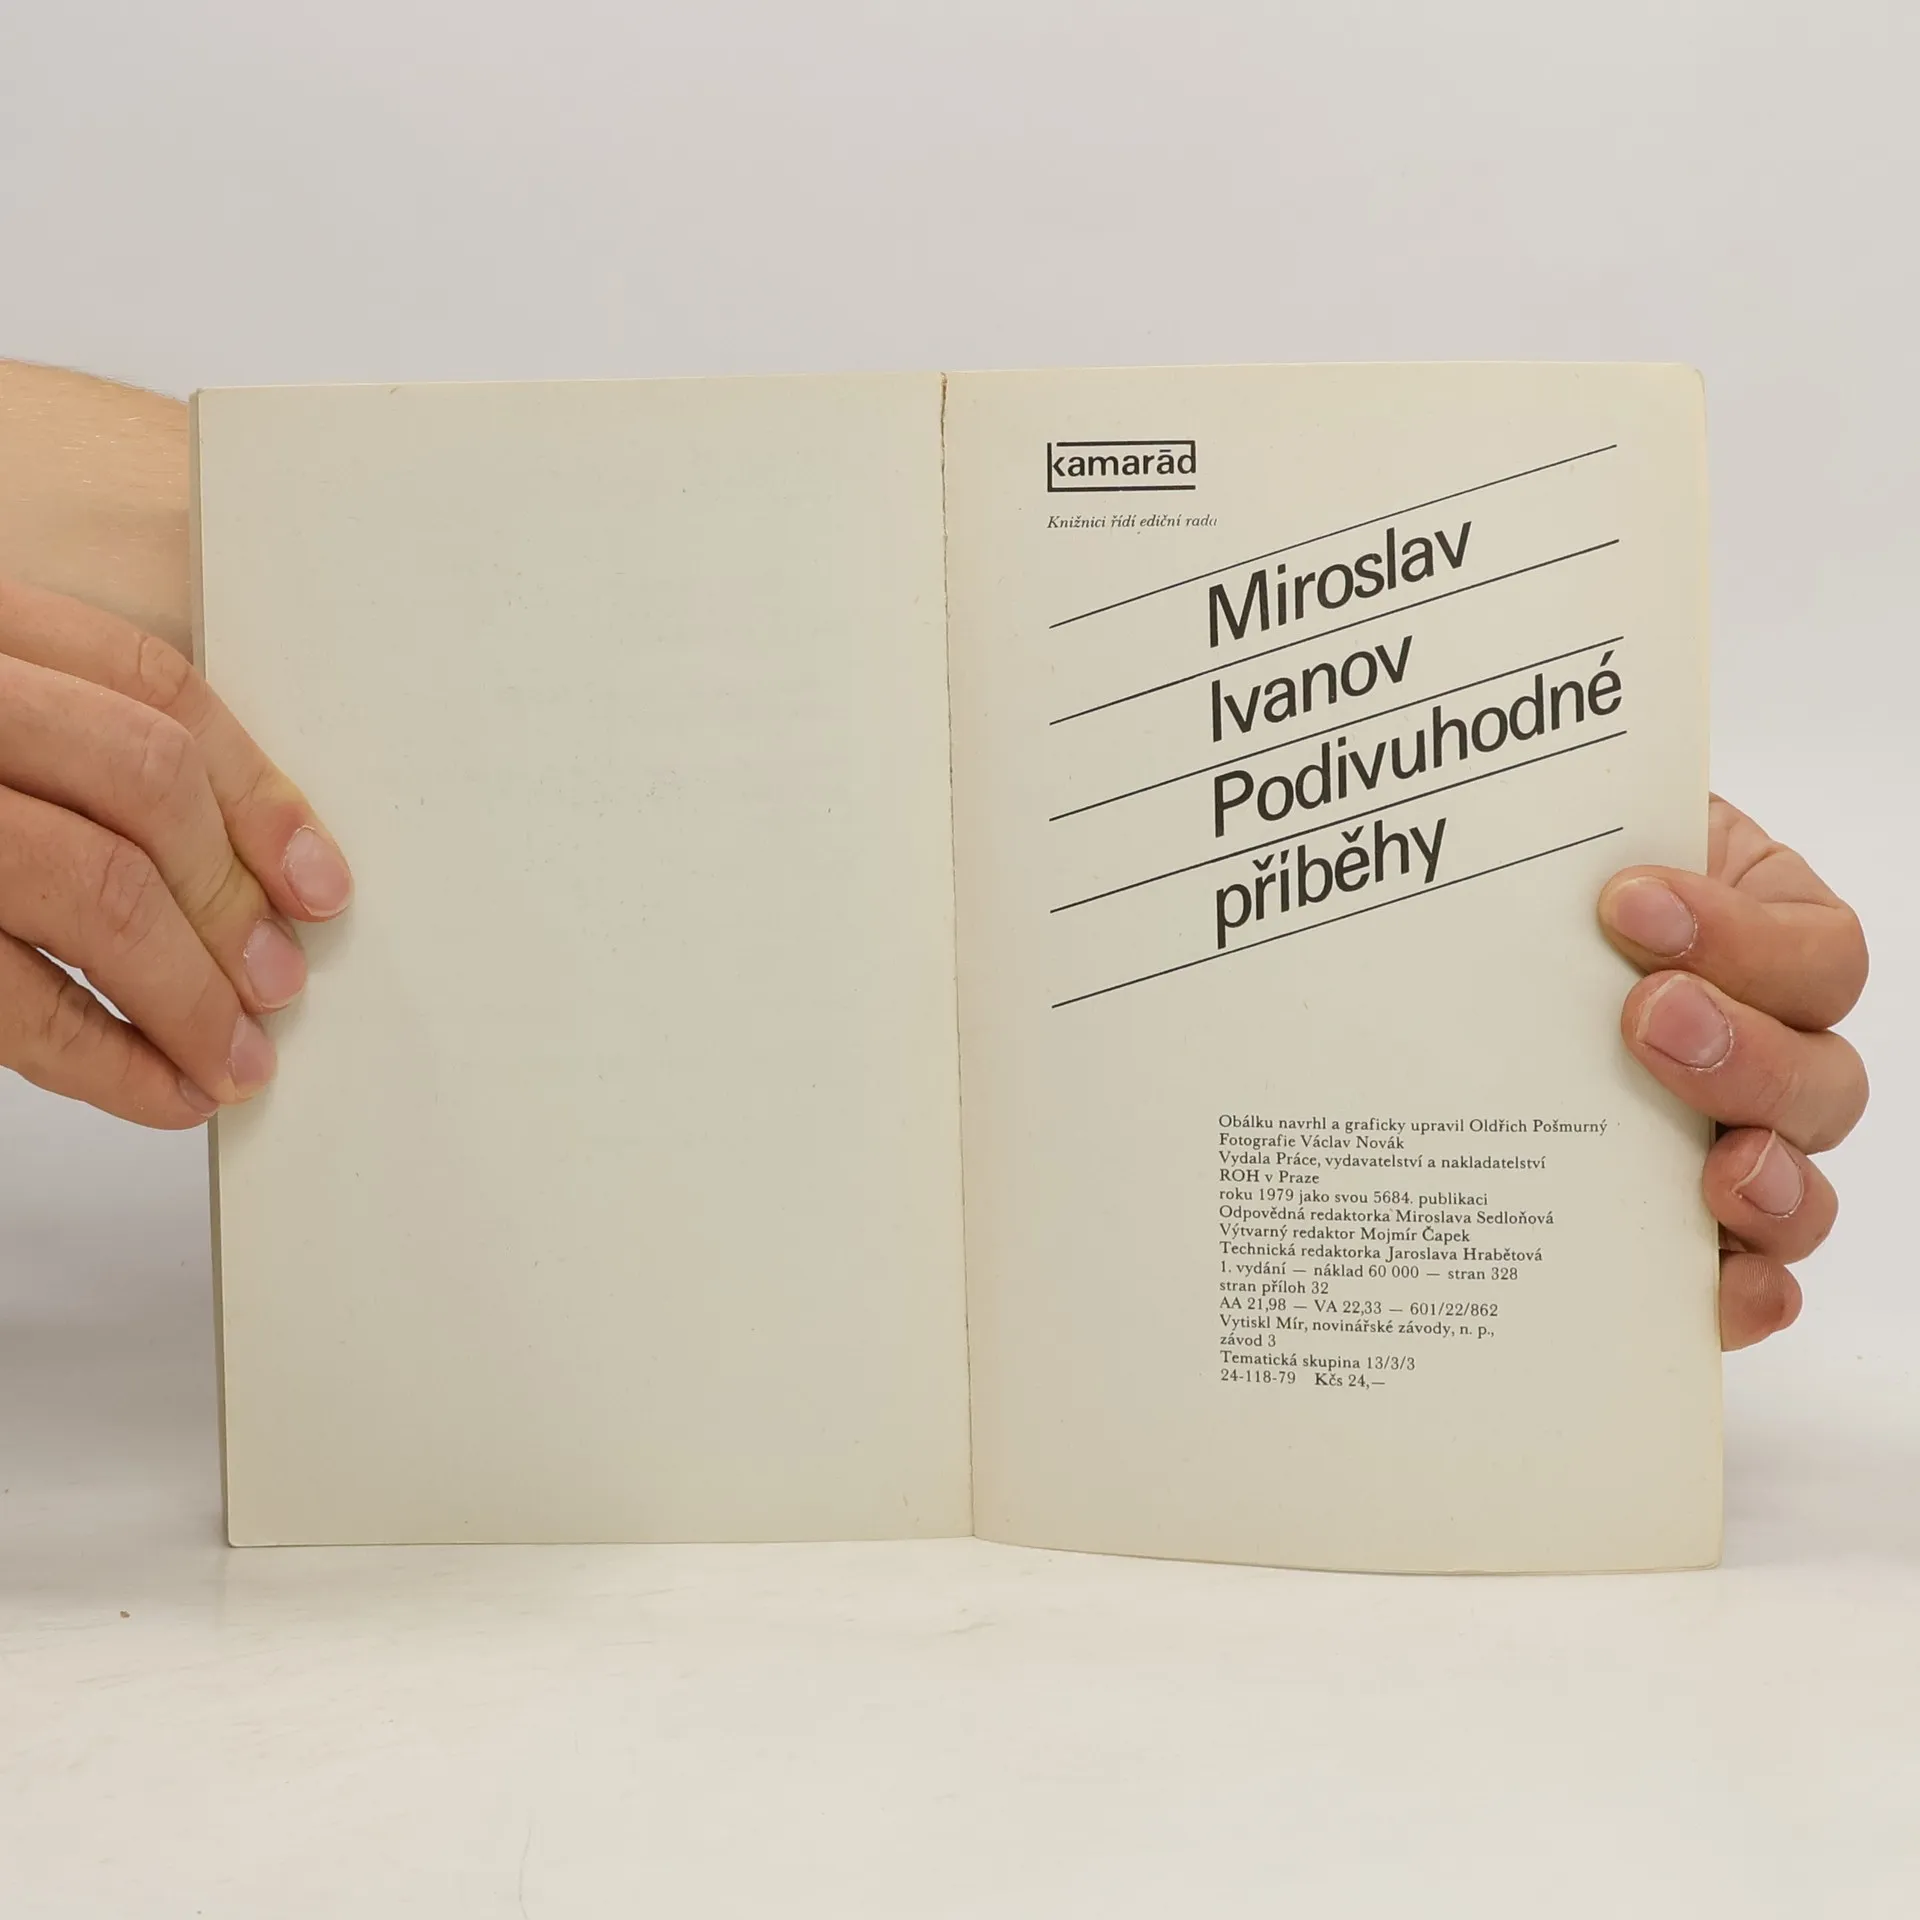 kamarād
Knižnici řídí ediční rada
Miroslav
Ivanov
Podivuhodné
příběhy
Obálku navrhl a graficky upravil Oldřich Pošmurný
Fotografie Václav Novák
Vydala Práce, vydavatelství a nakladatelství
ROH v Praze
roku 1979 jako svou 5684. publikaci
Odpovědná redaktorka Miroslava Sedloňová
Výtvarný redaktor Mojmír Čapek
Technická redaktorka Jaroslava Hrabětová
1. vydání — náklad 60 000 — stran 328
stran příloh 32
AA 21,98 — VA 22,33 — 601/22/862
Vytiskl Mír, novinářské závody, n. p.,
závod 3
Tematická skupina 13/3/3
24-118-79 Kčs 24,—